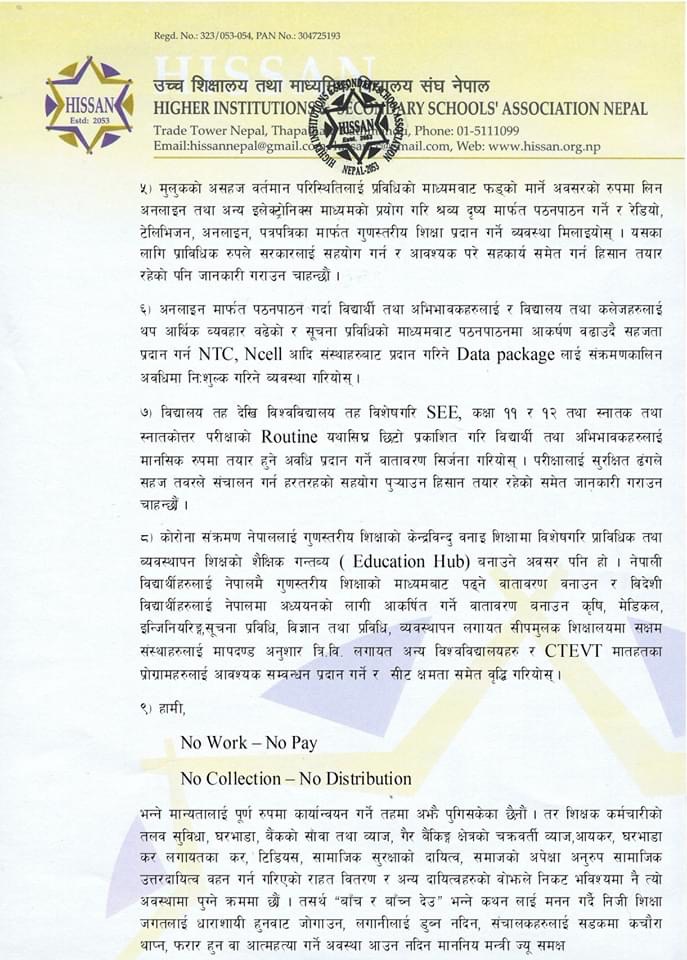 Regd. No.: 323/053-054, PAN No.: 304725193
HISSAN
HISSAN
Estd: 2053
उच्च शिक्षालय तथा माध्यमिक विद्यालय संघ नेपाल
HIGHER INSTITUTIONS & SECONDARY SCHOOLS' ASSOCIATION NEPAL
Trade Tower Nepal, Thapathali, Phone: 01-5111099
Email:hissannepal@gmail.com, Web: www.hissan.org.np
HIGHER INSTITUTIONS & SECONDARY SCHOOLS ASSOCIATION
HISSAN
Estd. 2053
NEPAL-2053
५) मुलुकको असहज वर्तमान परिस्थितिलाई प्रविधिको माध्यमवाट फड्को मार्ने अवसरको रुपमा लिन
अनलाइन तथा अन्य इलेक्ट्रोनिक्स माध्यमको प्रयोग गरि श्रव्य दृष्य मार्फत पठनपाठन गर्ने र रेडियो,
टेलिभिजन, अनलाइन, पत्रपत्रिका मार्फत गुणस्तरीय शिक्षा प्रदान गर्ने व्यवस्था मिलाइयोस् । यसका
लागि प्राविधिक रुपले सरकारलाई सहयोग गर्न र आवश्यक परे सहकार्य समेत गर्न हिसान तयार
रहेको पनि जानकारी गराउन चाहन्छौं ।
६) अनलाइन मार्फत पठनपाठन गर्दा विद्यार्थी तथा अभिभावकहरुलाई र विद्यालय तथा कलेजहरुलाई
थप आर्थिक व्यवहार वढेको र सूचना प्रविधिको माध्यमवाट पठनपाठनमा आकर्षण वढाउदै सहजता
प्रदान गर्न NTC, Ncell आदि संस्थाहरुवाट प्रदान गरिने Data package लाई संक्रमणकालिन
अवधिमा नि:शुल्क गरिने व्यवस्था गरियोस् ।
७) विद्यालय तह देखि विश्वविद्यालय तह विशेषगरि SEE, कक्षा ११ र १२ तथा स्नातक तथा
स्नातकोत्तर परीक्षाको Routine यथासिघ्र छिटो प्रकाशित गरि विद्यार्थी तथा अभिभावकहरुलाई
मानसिक रुपमा तयार हुने अवधि प्रदान गर्ने वातावरण सिर्जना गरियोस् । परीक्षालाई सुरक्षित ढंगले
सहज तवरले संचालन गर्न हरतरहको सहयोग पुऱ्याउन हिसान तयार रहेको समेत जानकारी गराउन
चाहन्छौं ।
८) कोरोना संक्रमण नेपाललाई गुणस्तरीय शिक्षाको केन्द्रविन्दु वनाइ शिक्षामा विशेषगरि प्राविधिक तथा
व्यवस्थापन शिक्षको शैक्षिक गन्तब्य ( Education Hub) बनाउने अवसर पनि हो । नेपाली
विद्यार्थीहरुलाई नेपालमै गुणस्तरीय शिक्षाको माध्यमवाट पढ्ने वातावरण बनाउन र बिदेशी
विद्यार्थीहरुलाई नेपालमा अध्ययनको लागी आकर्षित गर्ने वातावरण बनाउन कृषि, मेडिकल,
इन्जिनियरिङ्ग,सूचना प्रविधि, विज्ञान तथा प्रविधि, व्यवस्थापन लगायत सीपमुलक शिक्षालयमा सक्षम
संस्थाहरुलाई मापदण्ड अनुशार त्रि.वि. लगायत अन्य विश्वविद्यालयहरु र CTEVT मातहतका
प्रोग्रामहरुलाई आवश्यक सम्वन्धन प्रदान गर्ने र सीट क्षमता समेत वृद्धि गरियोस् ।
९) हामी,
No Work – No Pay
No Collection – No Distribution
भन्ने मान्यतालाई पूर्ण रुपमा कार्यान्वयन गर्ने तहमा अझै पुगिसकेका छैनौं । तर शिक्षक कर्मचारीको
तलव सुविधा, घरभाडा, बैंकको साँवा तथा व्याज, गैर बैंकिङ्ग क्षेत्रको चक्रवर्ती व्याज,आयकर, घरभाडा
कर लगायतका कर, टिडियस, सामाजिक सुरक्षाको दायित्व, समाजको अपेक्षा अनुरुप सामाजिक
उत्तरदायित्व वहन गर्न गरिएको राहत वितरण र अन्य दायित्वहरुको वोझले निकट भविश्यमा नै त्यो
अवस्थामा पुग्ने क्रममा छौं । तसर्थ “बाँच र बाँच्न देउ” भन्ने कथन लाई मनन गर्दै निजी शिक्षा
जगतलाई धाराशायी हुनवाट जोगाउन, लगानीलाई डुब्न नदिन, संचालकहरुलाई सडकमा कचौरा
थाप्न, फरार हुन वा आत्महत्या गर्ने अवस्था आउन नदिन माननिय मन्त्री ज्यू समक्ष